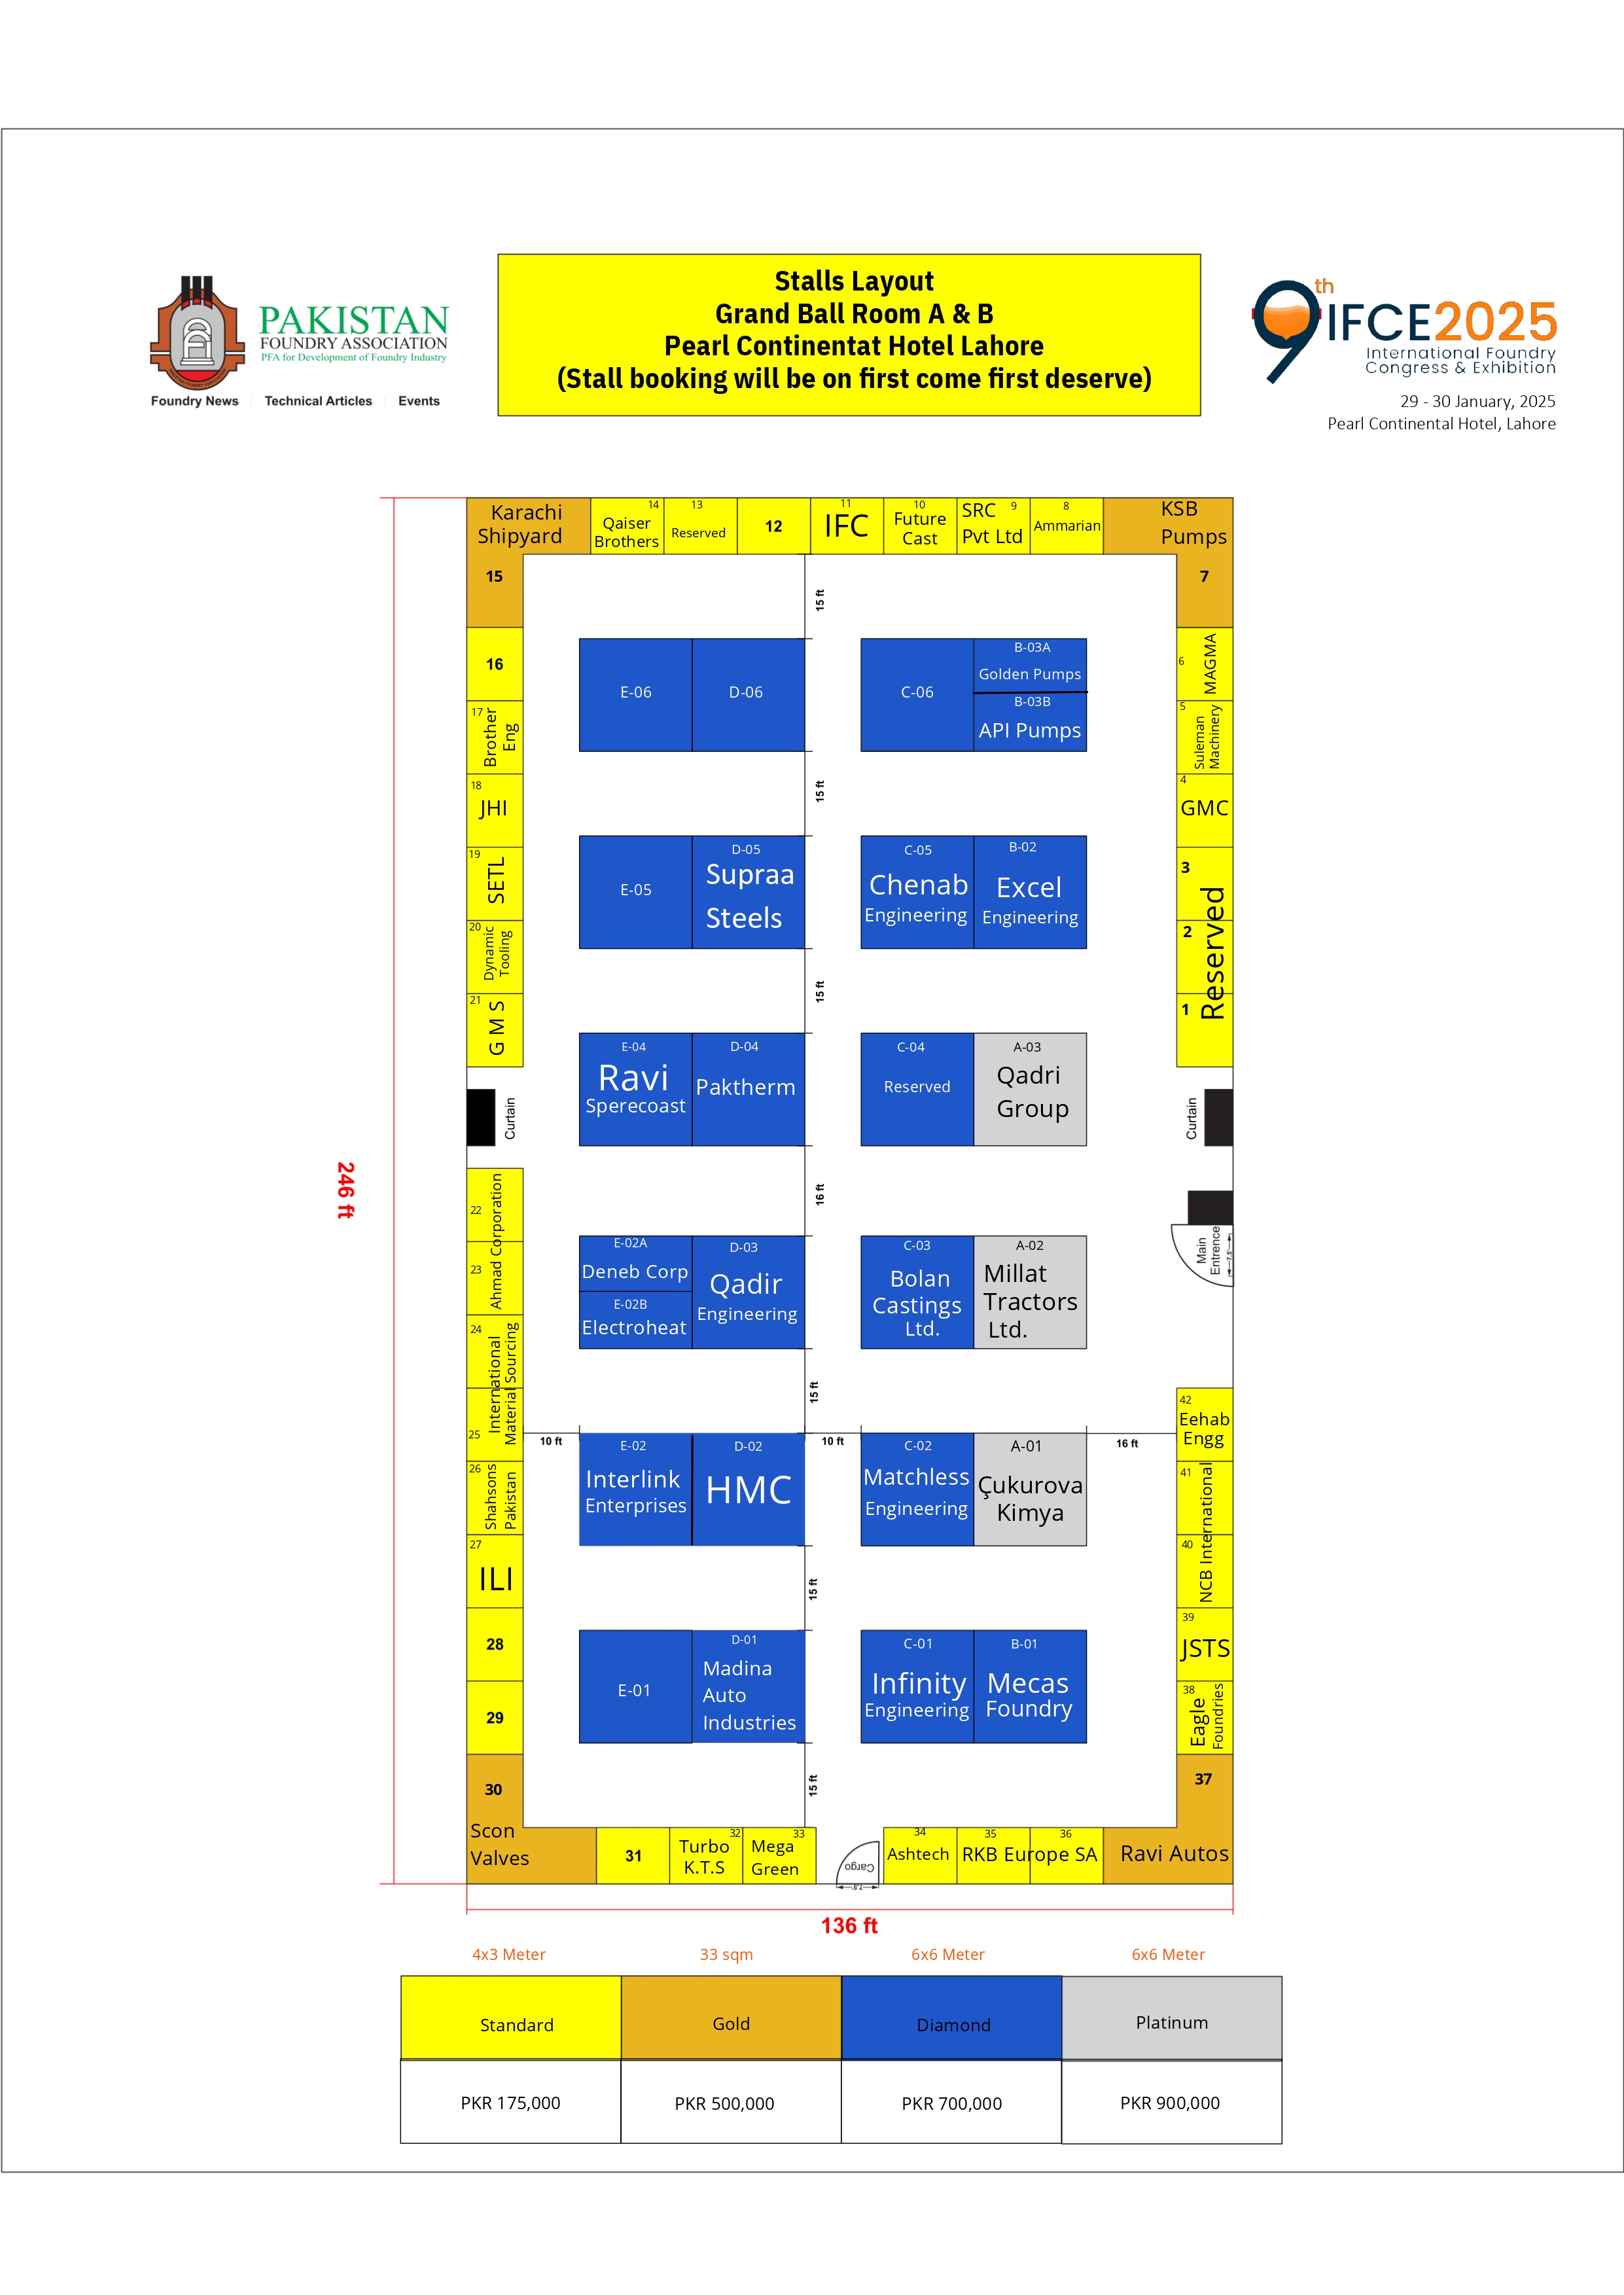 PAKISTAN
FOUNDRY ASSOCIATION
PFA for Development of Foundry Industry
Foundry News Technical Articles Events
Stalls Layout
Grand Ball Room A & B
Pearl Continentat Hotel Lahore
(Stall booking will be on first come first deserve)
9th IFCE2025
International Foundry
Congress & Exhibition
29 - 30 January, 2025
Pearl Continental Hotel, Lahore
Karachi
Shipyard
15
14
Qaiser
Brothers
13
Reserved
12
11
IFC
10
Future
Cast
SRC 9
Pvt Ltd
8
Ammarian
KSB
Pumps
7
15 ft
16
17
Brother
Eng
18
JHI
19
SETL
20
Dynamic
Tooling
21
G M S
Curtain
E-06
D-06
C-06
B-03A
Golden Pumps
B-03B
API Pumps
6
MAGMA
5
Suleman
Machinery
4
GMC
3
2
1
Reserved
15 ft
E-05
D-05
Supraa
Steels
C-05
Chenab
Engineering
B-02
Excel
Engineering
15 ft
E-04
Ravi
Sperecoast
D-04
Paktherm
C-04
Reserved
A-03
Qadri
Group
Curtain
246 ft
16 ft
Main
Entrence
7.5'
22
23
Ahmad Corporation
24
25
International
Material Sourcing
26
Shahsons
Pakistan
27
ILI
28
29
30
Scon
Valves
E-02A
Deneb Corp
E-02B
Electroheat
D-03
Qadir
Engineering
C-03
Bolan
Castings
Ltd.
A-02
Millat
Tractors
Ltd.
15 ft
10 ft
10 ft
16 ft
E-02
Interlink
Enterprises
D-02
HMC
C-02
Matchless
Engineering
A-01
Çukurova
Kimya
42
Eehab
Engg
41
40
NCB International
39
JSTS
38
Eagle
Foundries
37
Ravi Autos
15 ft
E-01
D-01
Madina
Auto
Industries
C-01
Infinity
Engineering
B-01
Mecas
Foundry
15 ft
31
32
Turbo
K.T.S
33
Mega
Green
Cargo
7.5'
34
Ashtech
35 36
RKB Europe SA
136 ft
4x3 Meter 33 sqm 6x6 Meter 6x6 Meter
Standard Gold Diamond Platinum
PKR 175,000 PKR 500,000 PKR 700,000 PKR 900,000